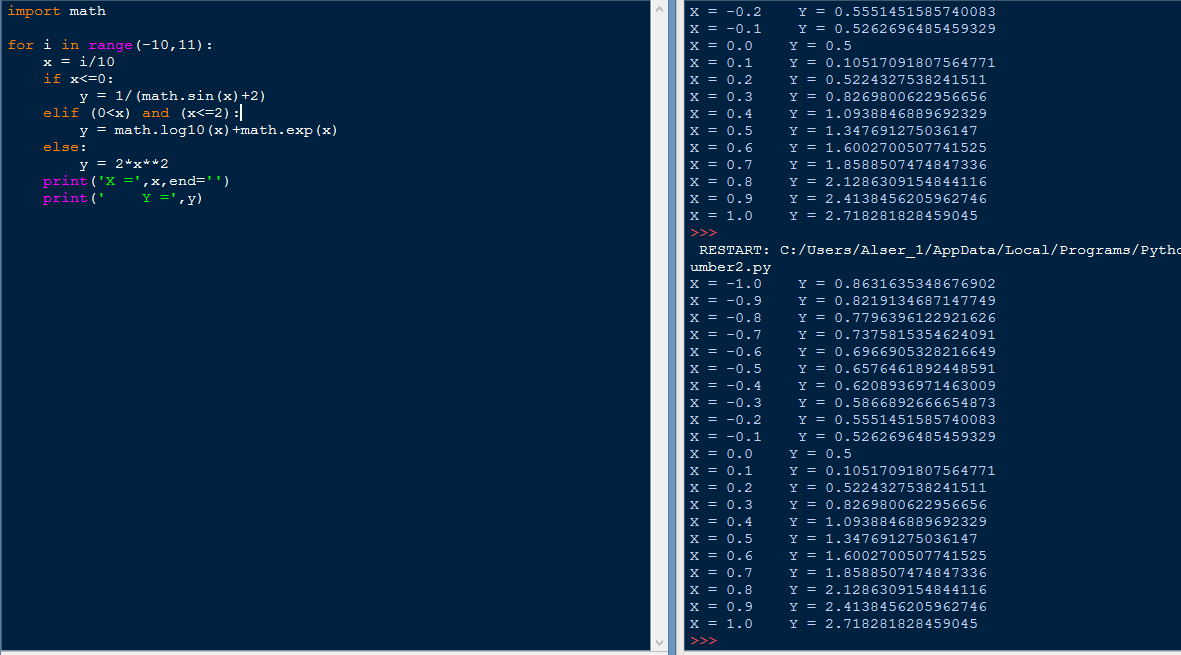 import math

for i in range(-10,11):
    x = i/10
    if x<=0:
        y = 1/(math.sin(x)+2)
    elif (0<x) and (x<=2):
        y = math.log10(x)+math.exp(x)
    else:
        y = 2*x**2
    print('X =',x,end='')
    print('    Y =',y)
X = -0.2    Y = 0.5551451585740083
X = -0.1    Y = 0.5262696485459329
X = 0.0    Y = 0.5
X = 0.1    Y = 0.10517091807564771
X = 0.2    Y = 0.5224327538241511
X = 0.3    Y = 0.8269800622956656
X = 0.4    Y = 1.0938846889692329
X = 0.5    Y = 1.347691275036147
X = 0.6    Y = 1.6002700507741525
X = 0.7    Y = 1.8588507474847336
X = 0.8    Y = 2.1286309154844116
X = 0.9    Y = 2.4138456205962746
X = 1.0    Y = 2.718281828459045
>>>
 RESTART: C:/Users/Alser_1/AppData/Local/Programs/Pytho
umber2.py
X = -1.0    Y = 0.8631635348676902
X = -0.9    Y = 0.8219134687147749
X = -0.8    Y = 0.7796396122921626
X = -0.7    Y = 0.7375815354624091
X = -0.6    Y = 0.6966905328216649
X = -0.5    Y = 0.6576461892448591
X = -0.4    Y = 0.6208936971463009
X = -0.3    Y = 0.5866892666654873
X = -0.2    Y = 0.5551451585740083
X = -0.1    Y = 0.5262696485459329
X = 0.0    Y = 0.5
X = 0.1    Y = 0.10517091807564771
X = 0.2    Y = 0.5224327538241511
X = 0.3    Y = 0.8269800622956656
X = 0.4    Y = 1.0938846889692329
X = 0.5    Y = 1.347691275036147
X = 0.6    Y = 1.6002700507741525
X = 0.7    Y = 1.8588507474847336
X = 0.8    Y = 2.1286309154844116
X = 0.9    Y = 2.4138456205962746
X = 1.0    Y = 2.718281828459045
>>>